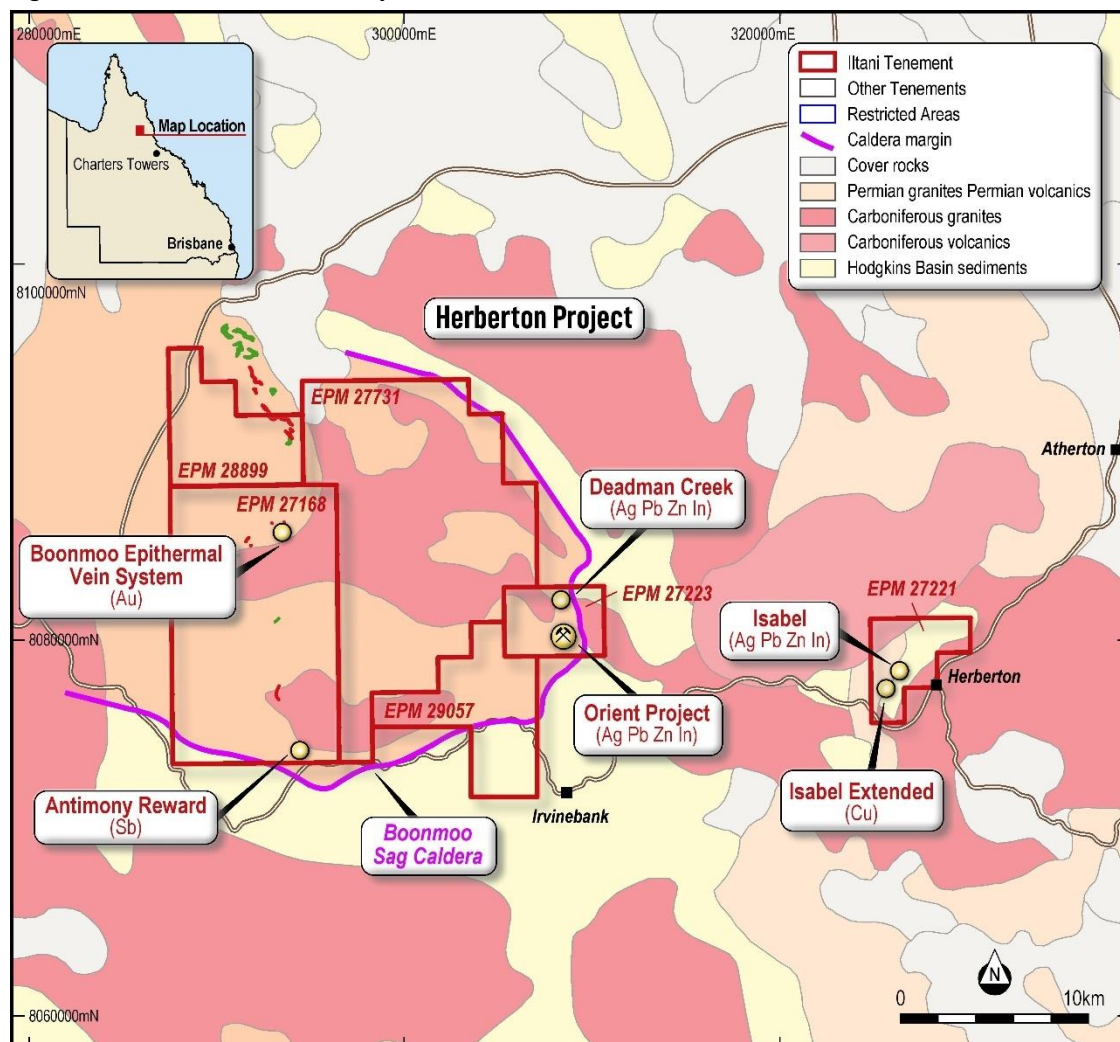 280000mE
300000mE
320000mE
Map Location
Charters Towers
Brisbane
Iltani Tenement
Other Tenements
Restricted Areas
Caldera margin
Cover rocks
Permian granites Permian volcanics
Carboniferous granites
Carboniferous volcanics
Hodgkins Basin sediments
8100000mN
Herberton Project
EPM 27731
Atherton
EPM 28899
EPM 27168
Deadman Creek
(Ag Pb Zn In)
Boonmoo Epithermal
Vein System
(Au)
EPM 27223
EPM 27221
Isabel
(Ag Pb Zn In)
8080000mN
Herberton
EPM 29057
Orient Project
(Ag Pb Zn In)
Antimony Reward
(Sb)
Irvinebank
Isabel Extended
(Cu)
Boonmoo
Sag Caldera
N
0
10km
8060000mN